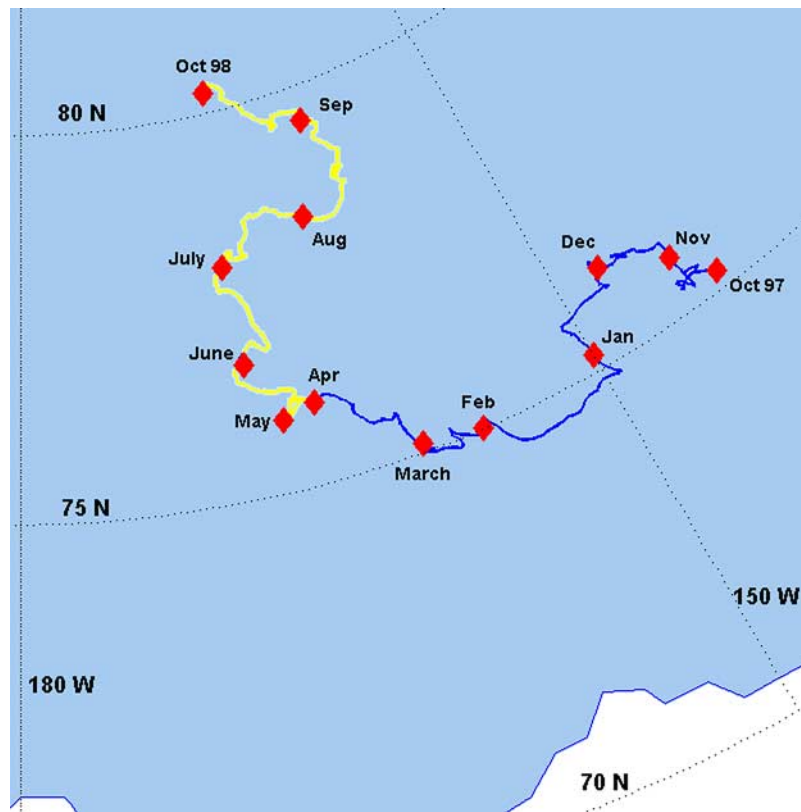 Oct 98
Sep
80 N
Aug
July
Dec
Nov
Oct 97
Jan
June
Apr
May
Feb
March
75 N
150 W
180 W
70 N